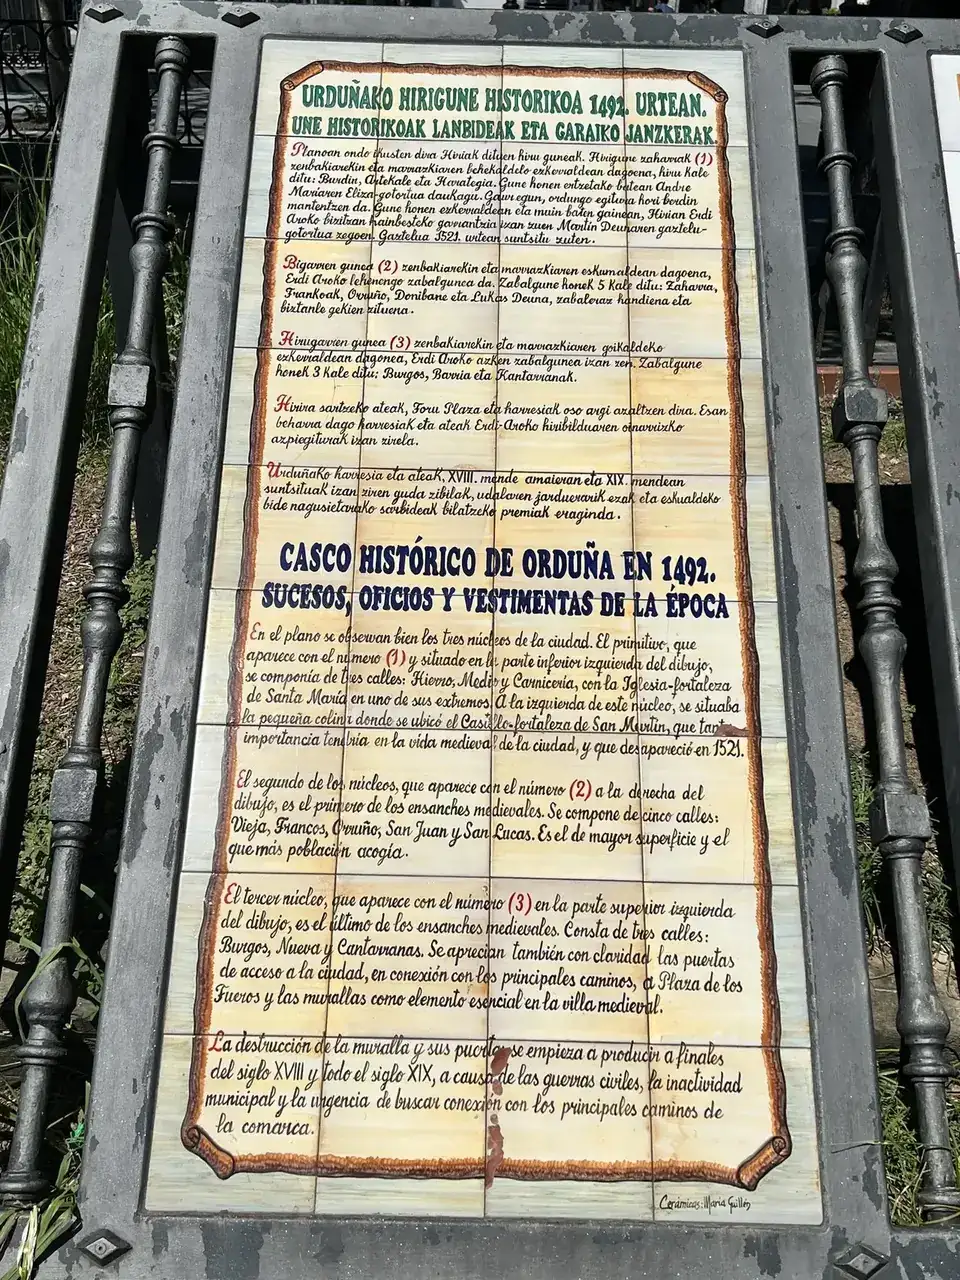 URDUÑAKO HIRIGUNE HISTORIKOA 1492. URTEAN.
UNE HISTORIKOAK LANBIDEAK ETA GARAIKO JANZKERAK.
Planoan ondo ikusten dira Hiriak dituen hiru guneak. Hirigune zaharrak (1)
zenbakiarekin eta marrazkiaren behekaldeko ezkerraldean dagoena, hiru kale
ditu: Burdin, Artekale eta Harategia. Gune honen ertzetako batean Andre
Mariaren Eliza-gotortua daukagu. Gaur egun, ordungo egitura hori berdin
mantentzen da. Gune honen ezkerraldean eta muin baten gainean, Hirian Erdi
Aroko bizitzan hainbesteko garrantzia izan zuen Martin Deunaren gaztelu-
gotortua zegoen. Gaztelua 1521. urtean suntsitu zuten.
Bigarren gunea (2) zenbakiarekin eta marrazkiaren eskumaldean dagoena,
Erdi Aroko lehenengo zabalgunea da. Zabalgune honek 5 kale ditu: Zaharra,
Frankoak, Orruño, Donibane eta Lukas Deuna, zabaleraz handiena eta
biztanle gekien zituena.
Hirugarren gunea (3) zenbakiarekin eta marrazkiaren goikaldeko
ezkerraldean dagonea, Erdi Aroko azken zabalgunea izan zen. Zabalgune
honek 3 kale ditu: Burgos, Barria eta Kantarranak.
Hirira sartzeko ateak, Foru Plaza eta harresiak oso argi azaltzen dira. Esan
beharra dago harresiak eta ateak Erdi-Aroko hiribilduaren oinarrizko
azpiegiturak izan zirela.
Urduñako harresia eta ateak, XVIII. mende amaieran eta XIX. mendean
suntsituak izan ziren guda zibilak, udalaren jarduerarik ezak eta eskualdeko
bide nagusietarako sarbideak bilatzeko premiak eraginda.
CASCO HISTÓRICO DE ORDUÑA EN 1492.
SUCESOS, OFICIOS Y VESTIMENTAS DE LA ÉPOCA
En el plano se observan bien los tres núcleos de la ciudad. El primitivo, que
aparece con el número (1) y situado en la parte inferior izquierda del dibujo,
se componía de tres calles: Hierro, Medio y Carnicería, con la Iglesia-fortaleza
de Santa María en uno de sus extremos. A la izquierda de este núcleo, se situaba
la pequeña colina donde se ubicó el Castillo-fortaleza de San Martín, que tanta
importancia tendría en la vida medieval de la ciudad, y que desapareció en 1521.
El segundo de los núcleos, que aparece con el número (2) a la derecha del
dibujo, es el primero de los ensanches medievales. Se compone de cinco calles:
Vieja, Francos, Orruño, San Juan y San Lucas. Es el de mayor superficie y el
que más población acogía.
El tercer núcleo, que aparece con el número (3) en la parte superior izquierda
del dibujo, es el último de los ensanches medievales. Consta de tres calles:
Burgos, Nueva y Cantarranas. Se aprecian también con claridad las puertas
de acceso a la ciudad, en conexión con los principales caminos, la Plaza de los
Fueros y las murallas como elemento esencial en la villa medieval.
La destrucción de la muralla y sus puertas se empieza a producir a finales
del siglo XVIII y todo el siglo XIX, a causa de las guerras civiles, la inactividad
municipal y la urgencia de buscar conexión con los principales caminos de
la comarca.
Cerámicas: María Guillén